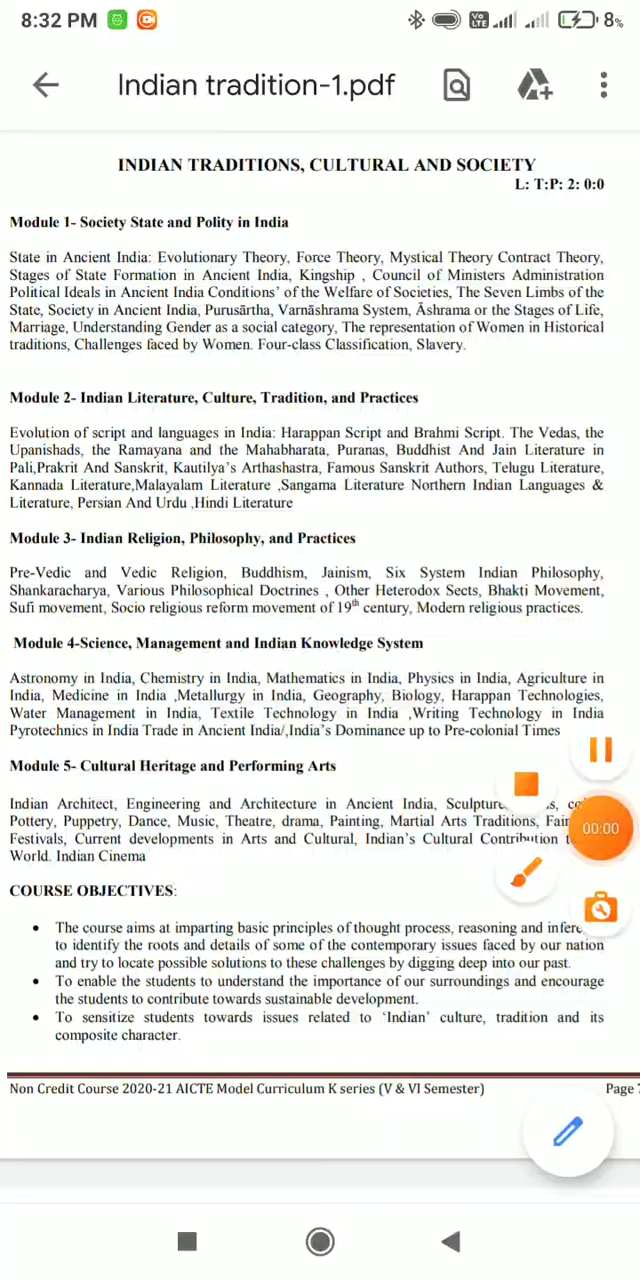 8:32 PM
VO LTE
8%
Indian tradition-1.pdf
INDIAN TRADITIONS, CULTURAL AND SOCIETY
L: T:P: 2: 0:0
Module 1- Society State and Polity in India
State in Ancient India: Evolutionary Theory, Force Theory, Mystical Theory Contract Theory,
Stages of State Formation in Ancient India, Kingship , Council of Ministers Administration
Political Ideals in Ancient India Conditions’ of the Welfare of Societies, The Seven Limbs of the
State, Society in Ancient India, Purusārtha, Varnāshrama System, Āshrama or the Stages of Life,
Marriage, Understanding Gender as a social category, The representation of Women in Historical
traditions, Challenges faced by Women. Four-class Classification, Slavery.
Module 2- Indian Literature, Culture, Tradition, and Practices
Evolution of script and languages in India: Harappan Script and Brahmi Script. The Vedas, the
Upanishads, the Ramayana and the Mahabharata, Puranas, Buddhist And Jain Literature in
Pali,Prakrit And Sanskrit, Kautilya’s Arthashastra, Famous Sanskrit Authors, Telugu Literature,
Kannada Literature,Malayalam Literature ,Sangama Literature Northern Indian Languages &
Literature, Persian And Urdu ,Hindi Literature
Module 3- Indian Religion, Philosophy, and Practices
Pre-Vedic and Vedic Religion, Buddhism, Jainism, Six System Indian Philosophy,
Shankaracharya, Various Philosophical Doctrines , Other Heterodox Sects, Bhakti Movement,
Sufi movement, Socio religious reform movement of 19th century, Modern religious practices.
Module 4-Science, Management and Indian Knowledge System
Astronomy in India, Chemistry in India, Mathematics in India, Physics in India, Agriculture in
India, Medicine in India ,Metallurgy in India, Geography, Biology, Harappan Technologies,
Water Management in India, Textile Technology in India ,Writing Technology in India
Pyrotechnics in India Trade in Ancient India/,India’s Dominance up to Pre-colonial Times
Module 5- Cultural Heritage and Performing Arts
Indian Architect, Engineering and Architecture in Ancient India, Sculptures,
Pottery, Puppetry, Dance, Music, Theatre, drama, Painting, Martial Arts Traditions,
00:00
Festivals, Current developments in Arts and Cultural, Indian’s Cultural Contribution
World. Indian Cinema
COURSE OBJECTIVES:
• The course aims at imparting basic principles of thought process, reasoning and
to identify the roots and details of some of the contemporary issues faced by our nation
and try to locate possible solutions to these challenges by digging deep into our past.
• To enable the students to understand the importance of our surroundings and encourage
the students to contribute towards sustainable development.
• To sensitize students towards issues related to ‘Indian’ culture, tradition and its
composite character.
Non Credit Course 2020-21 AICTE Model Curriculum K series (V & VI Semester)
Page